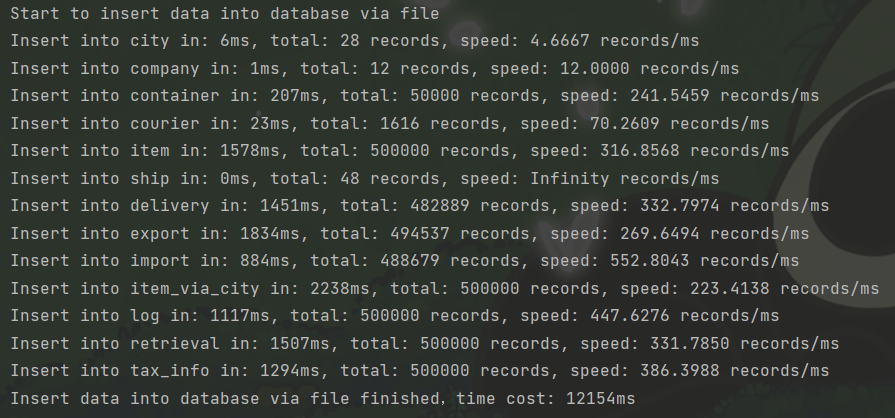 Start to insert data into database via file
Insert into city in: 6ms, total: 28 records, speed: 4.6667 records/ms
Insert into company in: 1ms, total: 12 records, speed: 12.0000 records/ms
Insert into container in: 207ms, total: 50000 records, speed: 241.5459 records/ms
Insert into courier in: 23ms, total: 1616 records, speed: 70.2609 records/ms
Insert into item in: 1578ms, total: 500000 records, speed: 316.8568 records/ms
Insert into ship in: 0ms, total: 48 records, speed: Infinity records/ms
Insert into delivery in: 1451ms, total: 482889 records, speed: 332.7974 records/ms
Insert into export in: 1834ms, total: 494537 records, speed: 269.6494 records/ms
Insert into import in: 884ms, total: 488679 records, speed: 552.8043 records/ms
Insert into item_via_city in: 2238ms, total: 500000 records, speed: 223.4138 records/ms
Insert into log in: 1117ms, total: 500000 records, speed: 447.6276 records/ms
Insert into retrieval in: 1507ms, total: 500000 records, speed: 331.7850 records/ms
Insert into tax_info in: 1294ms, total: 500000 records, speed: 386.3988 records/ms
Insert data into database via file finished, time cost: 12154ms